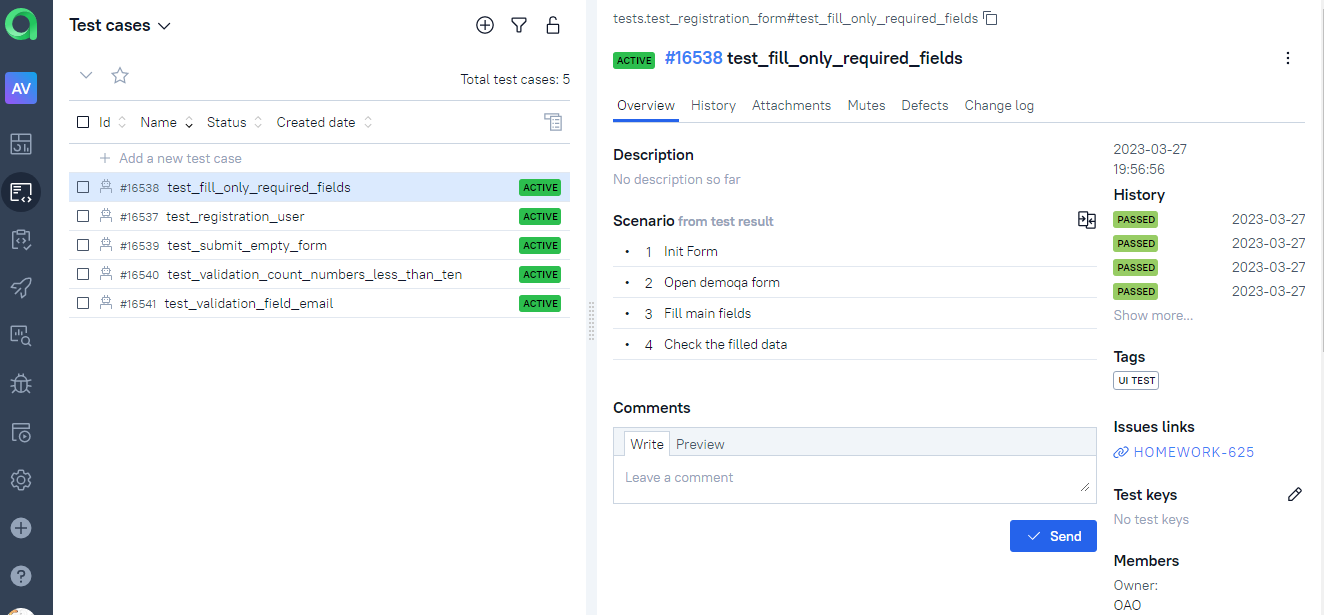 AV
Test cases
Total test cases: 5
Id Name Status Created date
Add a new test case
#16538 test_fill_only_required_fields ACTIVE
#16537 test_registration_user ACTIVE
#16539 test_submit_empty_form ACTIVE
#16540 test_validation_count_numbers_less_than_ten ACTIVE
#16541 test_validation_field_email ACTIVE
tests.test_registration_form#test_fill_only_required_fields
ACTIVE #16538 test_fill_only_required_fields
Overview History Attachments Mutes Defects Change log
Description
No description so far
Scenario from test result
• 1 Init Form
• 2 Open demoqa form
• 3 Fill main fields
• 4 Check the filled data
Comments
Write Preview
Leave a comment
Send
2023-03-27
19:56:56
History
PASSED 2023-03-27
PASSED 2023-03-27
PASSED 2023-03-27
PASSED 2023-03-27
Show more...
Tags
UI TEST
Issues links
HOMEWORK-625
Test keys
No test keys
Members
Owner:
OAO